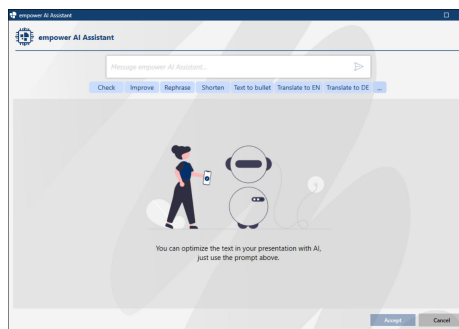 empower AI Assistant
empower AI Assistant
Message empower AI Assistant...
Check Improve Rephrase Shorten Text to bullet Translate to EN Translate to DE ...
You can optimize the text in your presentation with AI,
just use the prompt above.
Accept Cancel